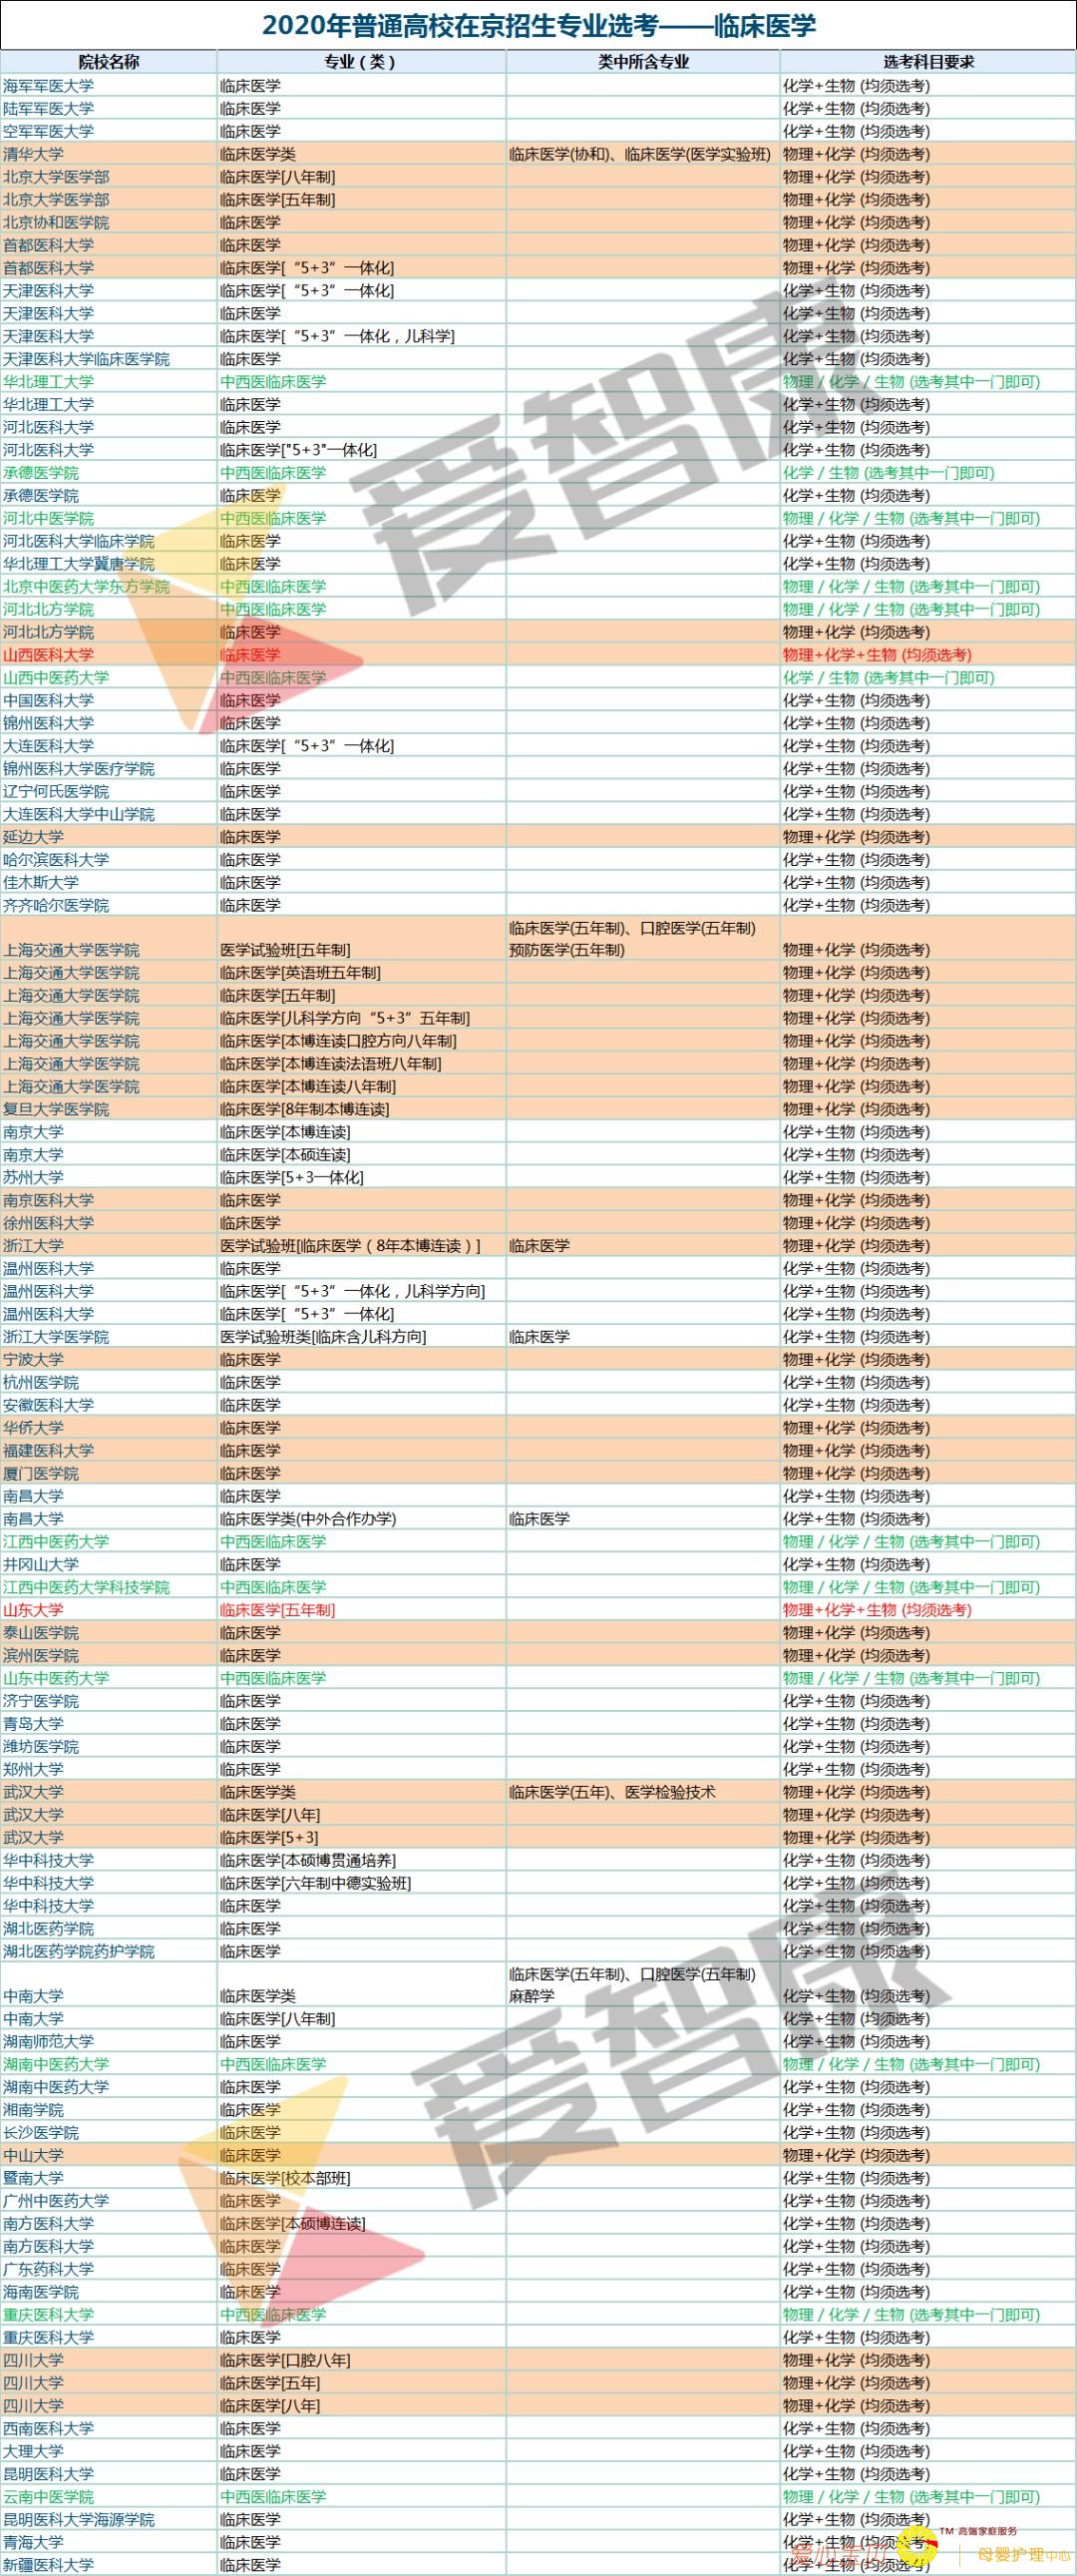 2020年普通高校在京招生专业选考——临床医学
院校名称 专业（类） 类中所含专业 选考科目要求
海军军医大学 临床医学 化学+生物 (均须选考)
陆军军医大学 临床医学 化学+生物 (均须选考)
空军军医大学 临床医学 化学+生物 (均须选考)
清华大学 临床医学类 临床医学(协和)、临床医学(医学实验班) 物理+化学 (均须选考)
北京大学医学部 临床医学[八年制] 物理+化学 (均须选考)
北京大学医学部 临床医学[五年制] 物理+化学 (均须选考)
北京协和医学院 临床医学 物理+化学 (均须选考)
首都医科大学 临床医学 物理+化学 (均须选考)
首都医科大学 临床医学[“5+3”一体化] 物理+化学 (均须选考)
天津医科大学 临床医学[“5+3”一体化] 化学+生物 (均须选考)
天津医科大学 临床医学 化学+生物 (均须选考)
天津医科大学 临床医学[“5+3”一体化，儿科学] 化学+生物 (均须选考)
天津医科大学临床医学院 临床医学 化学+生物 (均须选考)
华北理工大学 中西医临床医学 物理 / 化学 / 生物 (选考其中一门即可)
华北理工大学 临床医学 化学+生物 (均须选考)
河北医科大学 临床医学 化学+生物 (均须选考)
河北医科大学 临床医学["5+3"一体化] 化学+生物 (均须选考)
承德医学院 中西医临床医学 化学 / 生物 (选考其中一门即可)
承德医学院 临床医学 化学+生物 (均须选考)
河北中医学院 中西医临床医学 物理 / 化学 / 生物 (选考其中一门即可)
河北医科大学临床学院 临床医学 化学+生物 (均须选考)
华北理工大学冀唐学院 临床医学 化学+生物 (均须选考)
北京中医药大学东方学院 中西医临床医学 物理 / 化学 / 生物 (选考其中一门即可)
河北北方学院 中西医临床医学 物理 / 化学 / 生物 (选考其中一门即可)
河北北方学院 临床医学 物理+化学 (均须选考)
山西医科大学 临床医学 物理+化学+生物 (均须选考)
山西中医药大学 中西医临床医学 化学 / 生物 (选考其中一门即可)
中国医科大学 临床医学 化学+生物 (均须选考)
锦州医科大学 临床医学 化学+生物 (均须选考)
大连医科大学 临床医学[“5+3”一体化] 化学+生物 (均须选考)
锦州医科大学医疗学院 临床医学 化学+生物 (均须选考)
辽宁何氏医学院 临床医学 化学+生物 (均须选考)
大连医科大学中山学院 临床医学 化学+生物 (均须选考)
延边大学 临床医学 物理+化学 (均须选考)
哈尔滨医科大学 临床医学 化学+生物 (均须选考)
佳木斯大学 临床医学 化学+生物 (均须选考)
齐齐哈尔医学院 临床医学 化学+生物 (均须选考)
临床医学(五年制)、口腔医学(五年制)
上海交通大学医学院 医学试验班[五年制] 预防医学(五年制) 物理+化学 (均须选考)
上海交通大学医学院 临床医学[英语班五年制] 物理+化学 (均须选考)
上海交通大学医学院 临床医学[五年制] 物理+化学 (均须选考)
上海交通大学医学院 临床医学[儿科学方向“5+3”五年制] 物理+化学 (均须选考)
上海交通大学医学院 临床医学[本博连读口腔方向八年制] 物理+化学 (均须选考)
上海交通大学医学院 临床医学[本博连读法语班八年制] 物理+化学 (均须选考)
上海交通大学医学院 临床医学[本博连读八年制] 物理+化学 (均须选考)
复旦大学医学院 临床医学[8年制本博连读] 物理+化学 (均须选考)
南京大学 临床医学[本博连读] 化学+生物 (均须选考)
南京大学 临床医学[本硕连读] 化学+生物 (均须选考)
苏州大学 临床医学[5+3一体化] 化学+生物 (均须选考)
南京医科大学 临床医学 物理+化学 (均须选考)
徐州医科大学 临床医学 物理+化学 (均须选考)
浙江大学 医学试验班[临床医学（8年本博连读）] 临床医学 物理+化学 (均须选考)
温州医科大学 临床医学 化学+生物 (均须选考)
温州医科大学 临床医学[“5+3”一体化，儿科学方向] 化学+生物 (均须选考)
温州医科大学 临床医学[“5+3”一体化] 化学+生物 (均须选考)
浙江大学医学院 医学试验班类[临床含儿科方向] 临床医学 化学+生物 (均须选考)
宁波大学 临床医学 物理+化学 (均须选考)
杭州医学院 临床医学 化学+生物 (均须选考)
安徽医科大学 临床医学 化学+生物 (均须选考)
华侨大学 临床医学 物理+化学 (均须选考)
福建医科大学 临床医学 物理+化学 (均须选考)
厦门医学院 临床医学 物理+化学 (均须选考)
南昌大学 临床医学 化学+生物 (均须选考)
南昌大学 临床医学类(中外合作办学) 临床医学 化学+生物 (均须选考)
江西中医药大学 中西医临床医学 物理 / 化学 / 生物 (选考其中一门即可)
井冈山大学 临床医学 化学+生物 (均须选考)
江西中医药大学科技学院 中西医临床医学 物理 / 化学 / 生物 (选考其中一门即可)
山东大学 临床医学[五年制] 物理+化学+生物 (均须选考)
泰山医学院 临床医学 物理+化学 (均须选考)
滨州医学院 临床医学 物理+化学 (均须选考)
山东中医药大学 中西医临床医学 物理 / 化学 / 生物 (选考其中一门即可)
济宁医学院 临床医学 化学+生物 (均须选考)
青岛大学 临床医学 化学+生物 (均须选考)
潍坊医学院 临床医学 化学+生物 (均须选考)
郑州大学 临床医学 化学+生物 (均须选考)
武汉大学 临床医学类 临床医学(五年)、医学检验技术 物理+化学 (均须选考)
武汉大学 临床医学[八年] 物理+化学 (均须选考)
武汉大学 临床医学[5+3] 物理+化学 (均须选考)
华中科技大学 临床医学[本硕博贯通培养] 化学+生物 (均须选考)
华中科技大学 临床医学[六年制中德实验班] 化学+生物 (均须选考)
华中科技大学 临床医学 化学+生物 (均须选考)
湖北医药学院 临床医学 化学+生物 (均须选考)
湖北医药学院药护学院 临床医学 化学+生物 (均须选考)
临床医学(五年制)、口腔医学(五年制)
中南大学 临床医学类 麻醉学 化学+生物 (均须选考)
中南大学 临床医学[八年制] 化学+生物 (均须选考)
湖南师范大学 临床医学 化学+生物 (均须选考)
湖南中医药大学 中西医临床医学 物理 / 化学 / 生物 (选考其中一门即可)
湖南中医药大学 临床医学 化学+生物 (均须选考)
湘南学院 临床医学 化学+生物 (均须选考)
长沙医学院 临床医学 化学+生物 (均须选考)
中山大学 临床医学 物理+化学 (均须选考)
暨南大学 临床医学[校本部班] 化学+生物 (均须选考)
广州中医药大学 临床医学 化学+生物 (均须选考)
南方医科大学 临床医学[本硕博连读] 化学+生物 (均须选考)
南方医科大学 临床医学 化学+生物 (均须选考)
广东药科大学 临床医学 化学+生物 (均须选考)
海南医学院 临床医学 化学+生物 (均须选考)
重庆医科大学 中西医临床医学 物理 / 化学 / 生物 (选考其中一门即可)
重庆医科大学 临床医学 化学+生物 (均须选考)
四川大学 临床医学[口腔八年] 物理+化学 (均须选考)
四川大学 临床医学[五年] 物理+化学 (均须选考)
四川大学 临床医学[八年] 物理+化学 (均须选考)
西南医科大学 临床医学 化学+生物 (均须选考)
大理大学 临床医学 化学+生物 (均须选考)
昆明医科大学 临床医学 化学+生物 (均须选考)
云南中医学院 中西医临床医学 物理 / 化学 / 生物 (选考其中一门即可)
昆明医科大学海源学院 临床医学 化学+生物 (均须选考)
青海大学 临床医学 化学+生物 (均须选考)
新疆医科大学 临床医学 化学+生物 (均须选考)
爱智康
爱智康
TM 高端家庭服务
母婴护理中心